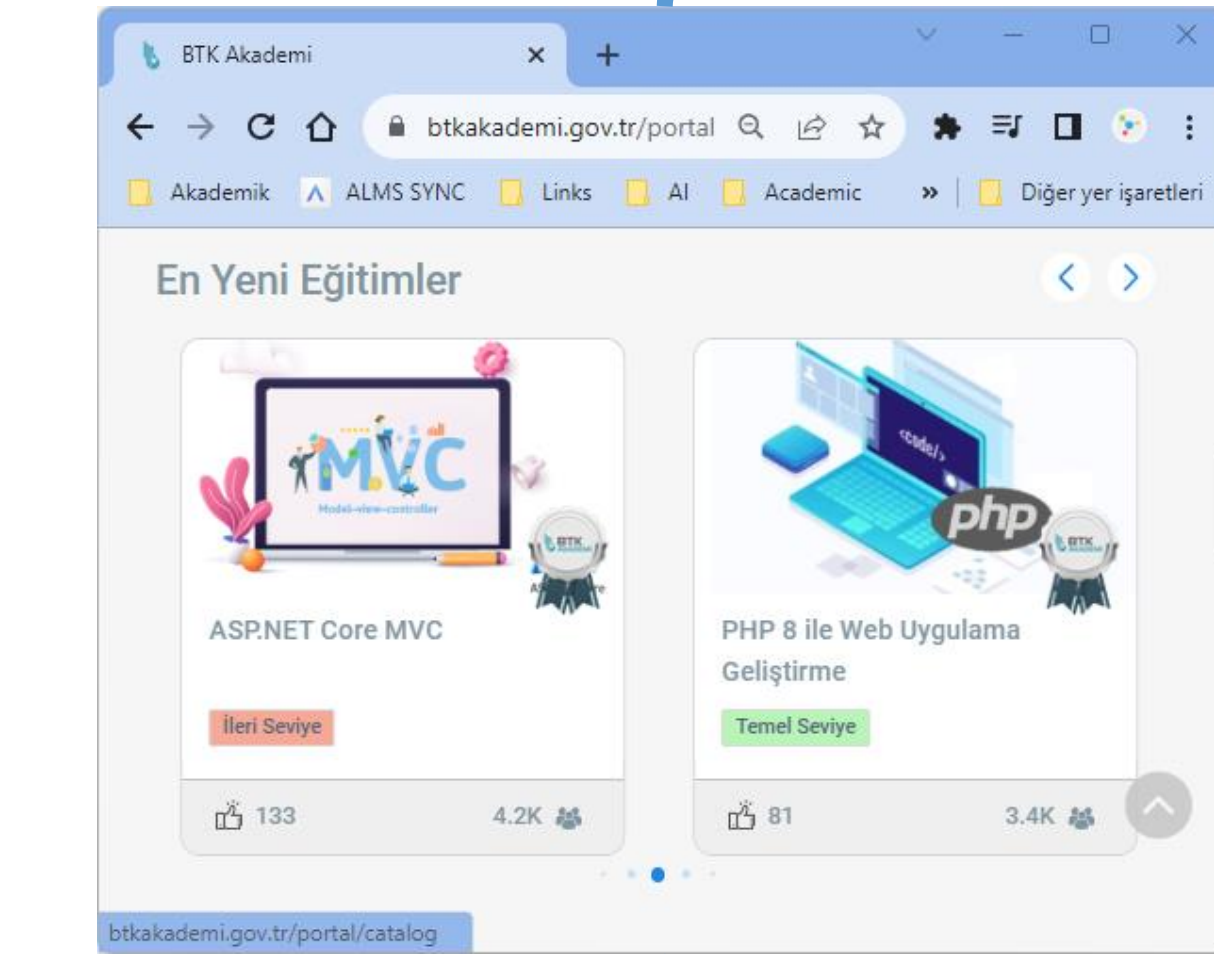 BTK Akademi
btkakademi.gov.tr/portal
Akademik ALMS SYNC Links AI Academic » Diğer yer işaretleri
En Yeni Eğitimler
MVC
Model-view-controller
BTK
ASP.NET Core MVC
İleri Seviye
133 4.2K
<code/>
php
BTK
PHP 8 ile Web Uygulama
Geliştirme
Temel Seviye
81 3.4K
btkakademi.gov.tr/portal/catalog